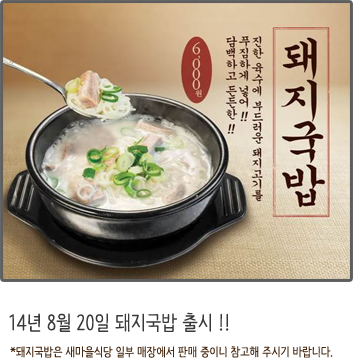 돼지국밥
진한 육수에 부드러운 돼지고기를
푸짐하게 넣어!!
담백하고 든든한!!
6,000원
14년 8월 20일 돼지국밥 출시 !!
*돼지국밥은 새마을식당 일부 매장에서 판매 중이니 참고해 주시기 바랍니다.